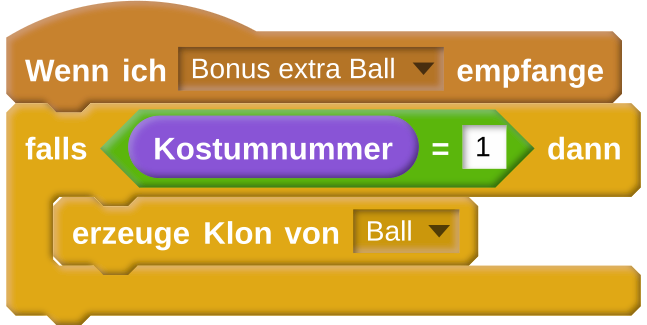 Wenn ich Bonus extra Ball empfange
falls Kostumnummer = 1 dann
erzeuge Klon von Ball